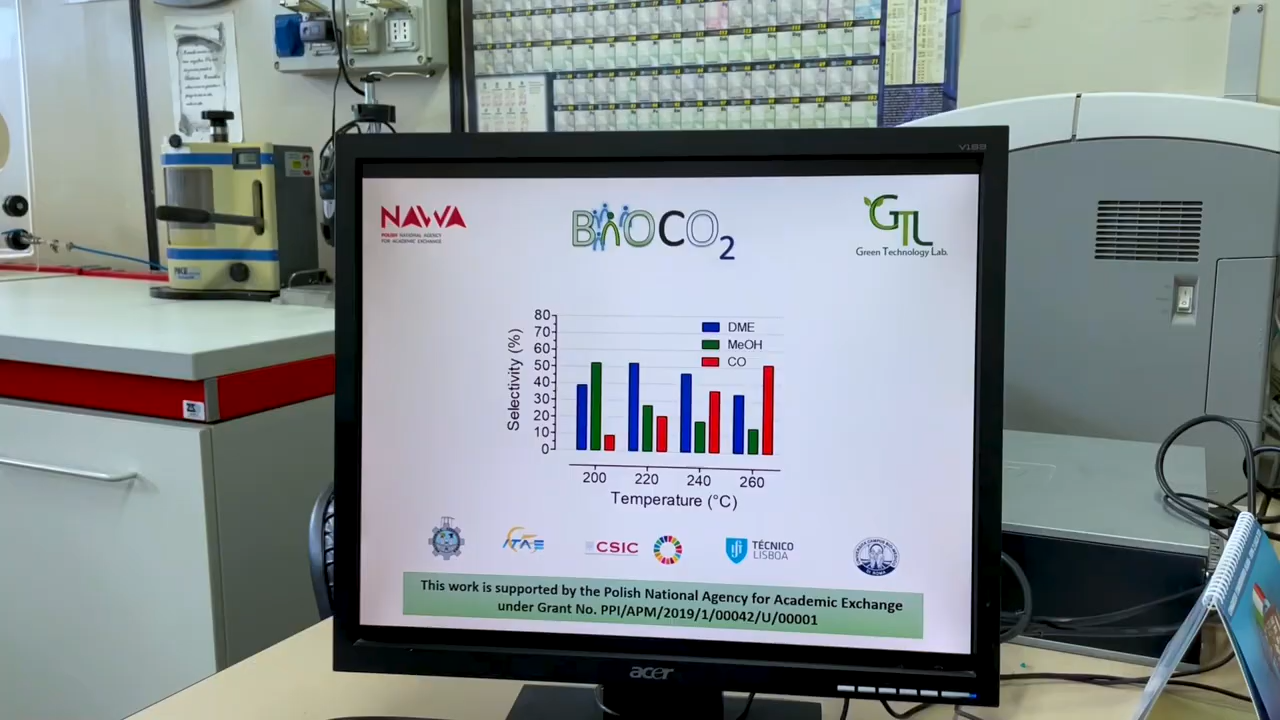 V193
NAWA
POLISH NATIONAL AGENCY
FOR ACADEMIC EXCHANGE
BIOCO2
GTL
Green Technology Lab.
80
70
60
50
40
30
20
10
0
Selectivity (%)
DME
MeOH
CO
200 220 240 260
Temperature (°C)
ITAE
CSIC
TÉCNICO
LISBOA
This work is supported by the Polish National Agency for Academic Exchange
under Grant No. PPI/APM/2019/1/00042/U/00001
acer